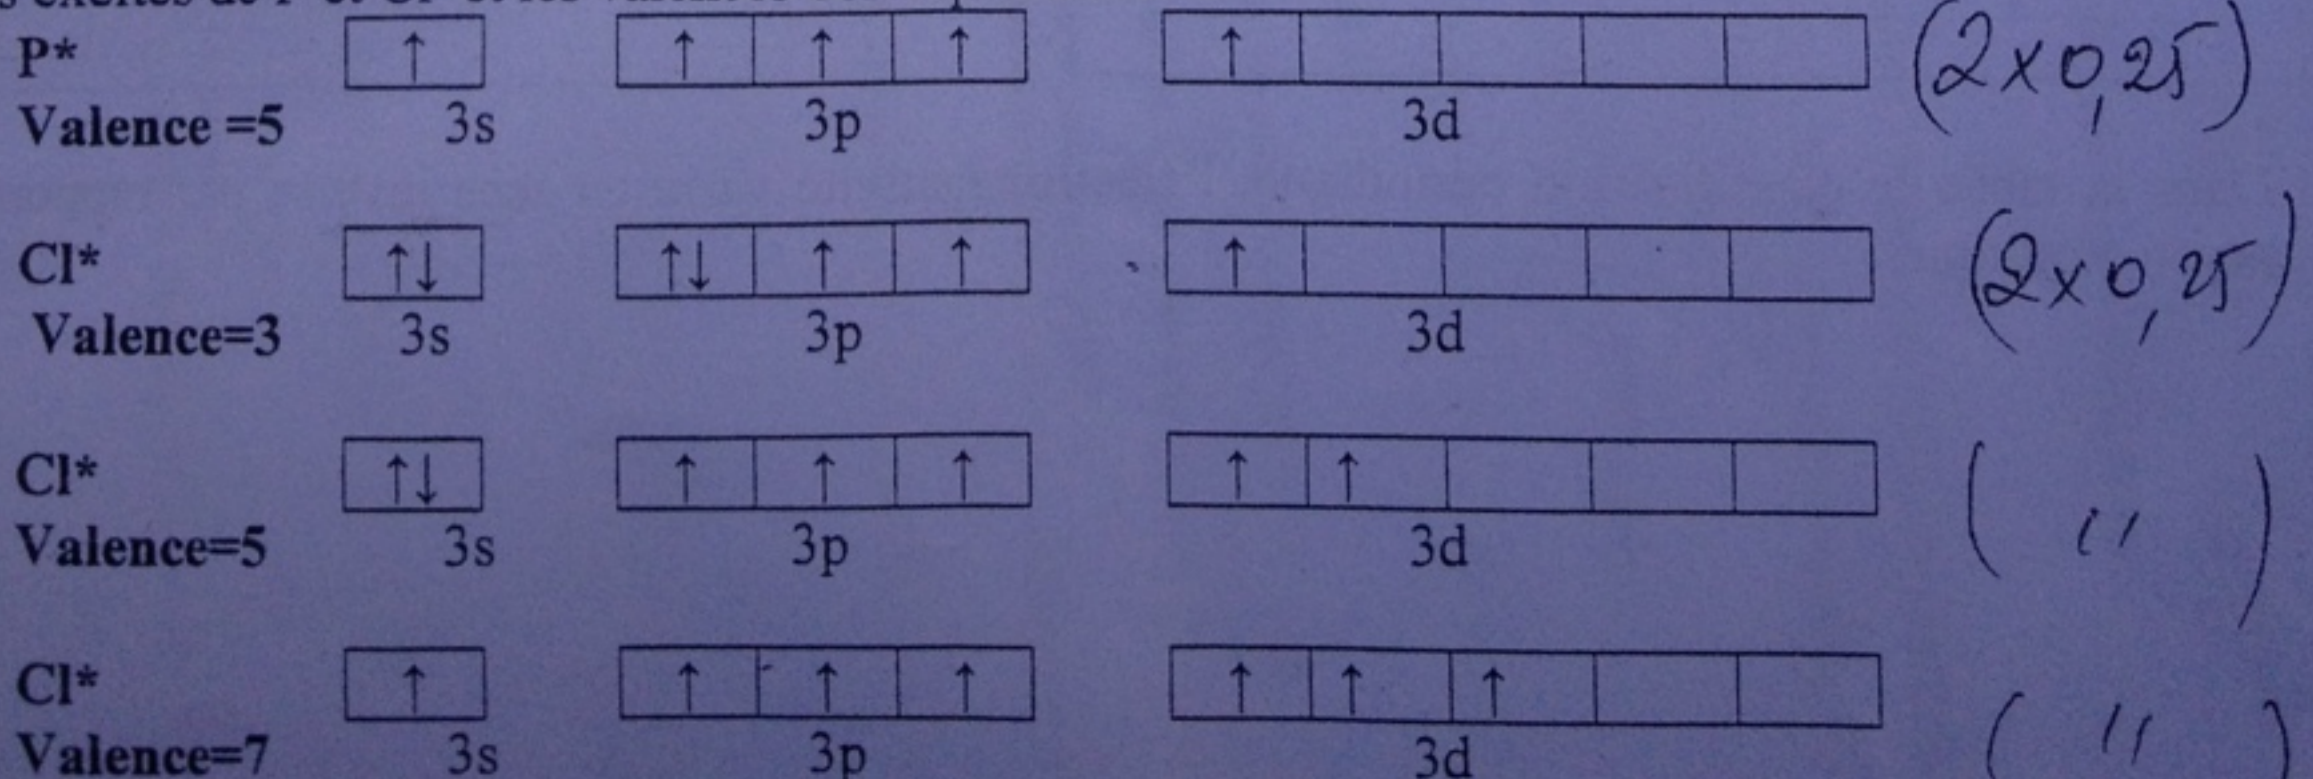 P* ↑ ↑ ↑ ↑ ↑ (2x0,25)
Valence =5 3s 3p 3d
Cl* ↑↓ ↑↓ ↑ ↑ ↑ (2x0,25)
Valence=3 3s 3p 3d
Cl* ↑↓ ↑ ↑ ↑ ↑ ↑ ( " )
Valence=5 3s 3p 3d
Cl* ↑ ↑ ↑ ↑ ↑ ↑ ↑ ( " )
Valence=7 3s 3p 3d